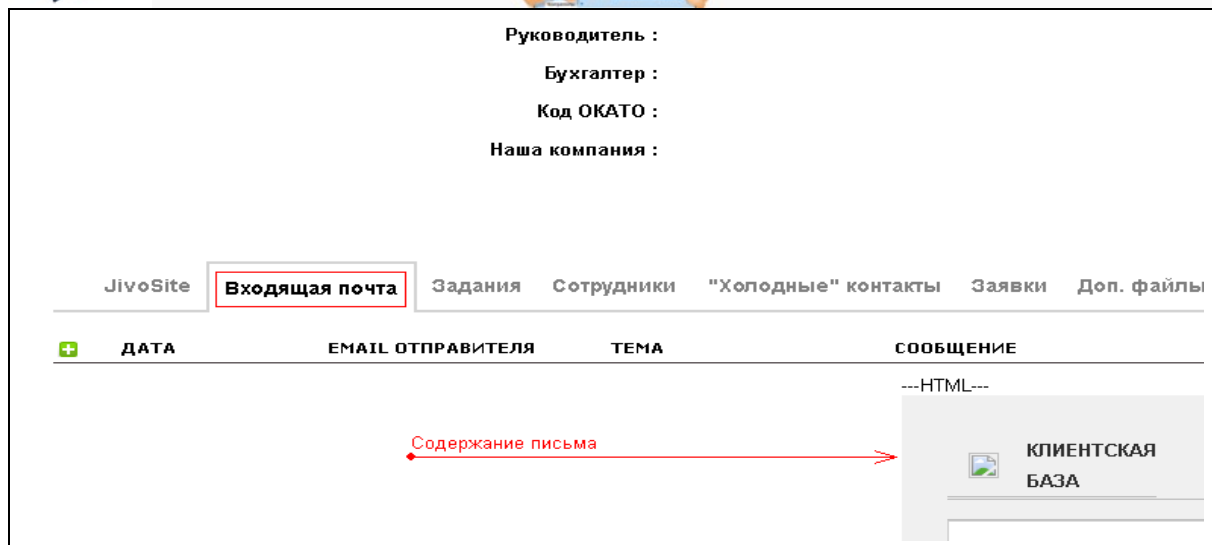 Руководитель :
Бухгалтер :
Код ОКАТО :
Наша компания :
JivoSite Входящая почта Задания Сотрудники "Холодные" контакты Заявки Доп. файлы
ДАТА EMAIL ОТПРАВИТЕЛЯ ТЕМА СООБЩЕНИЕ
---HTML---
Содержание письма
КЛИЕНТСКАЯ
БАЗА